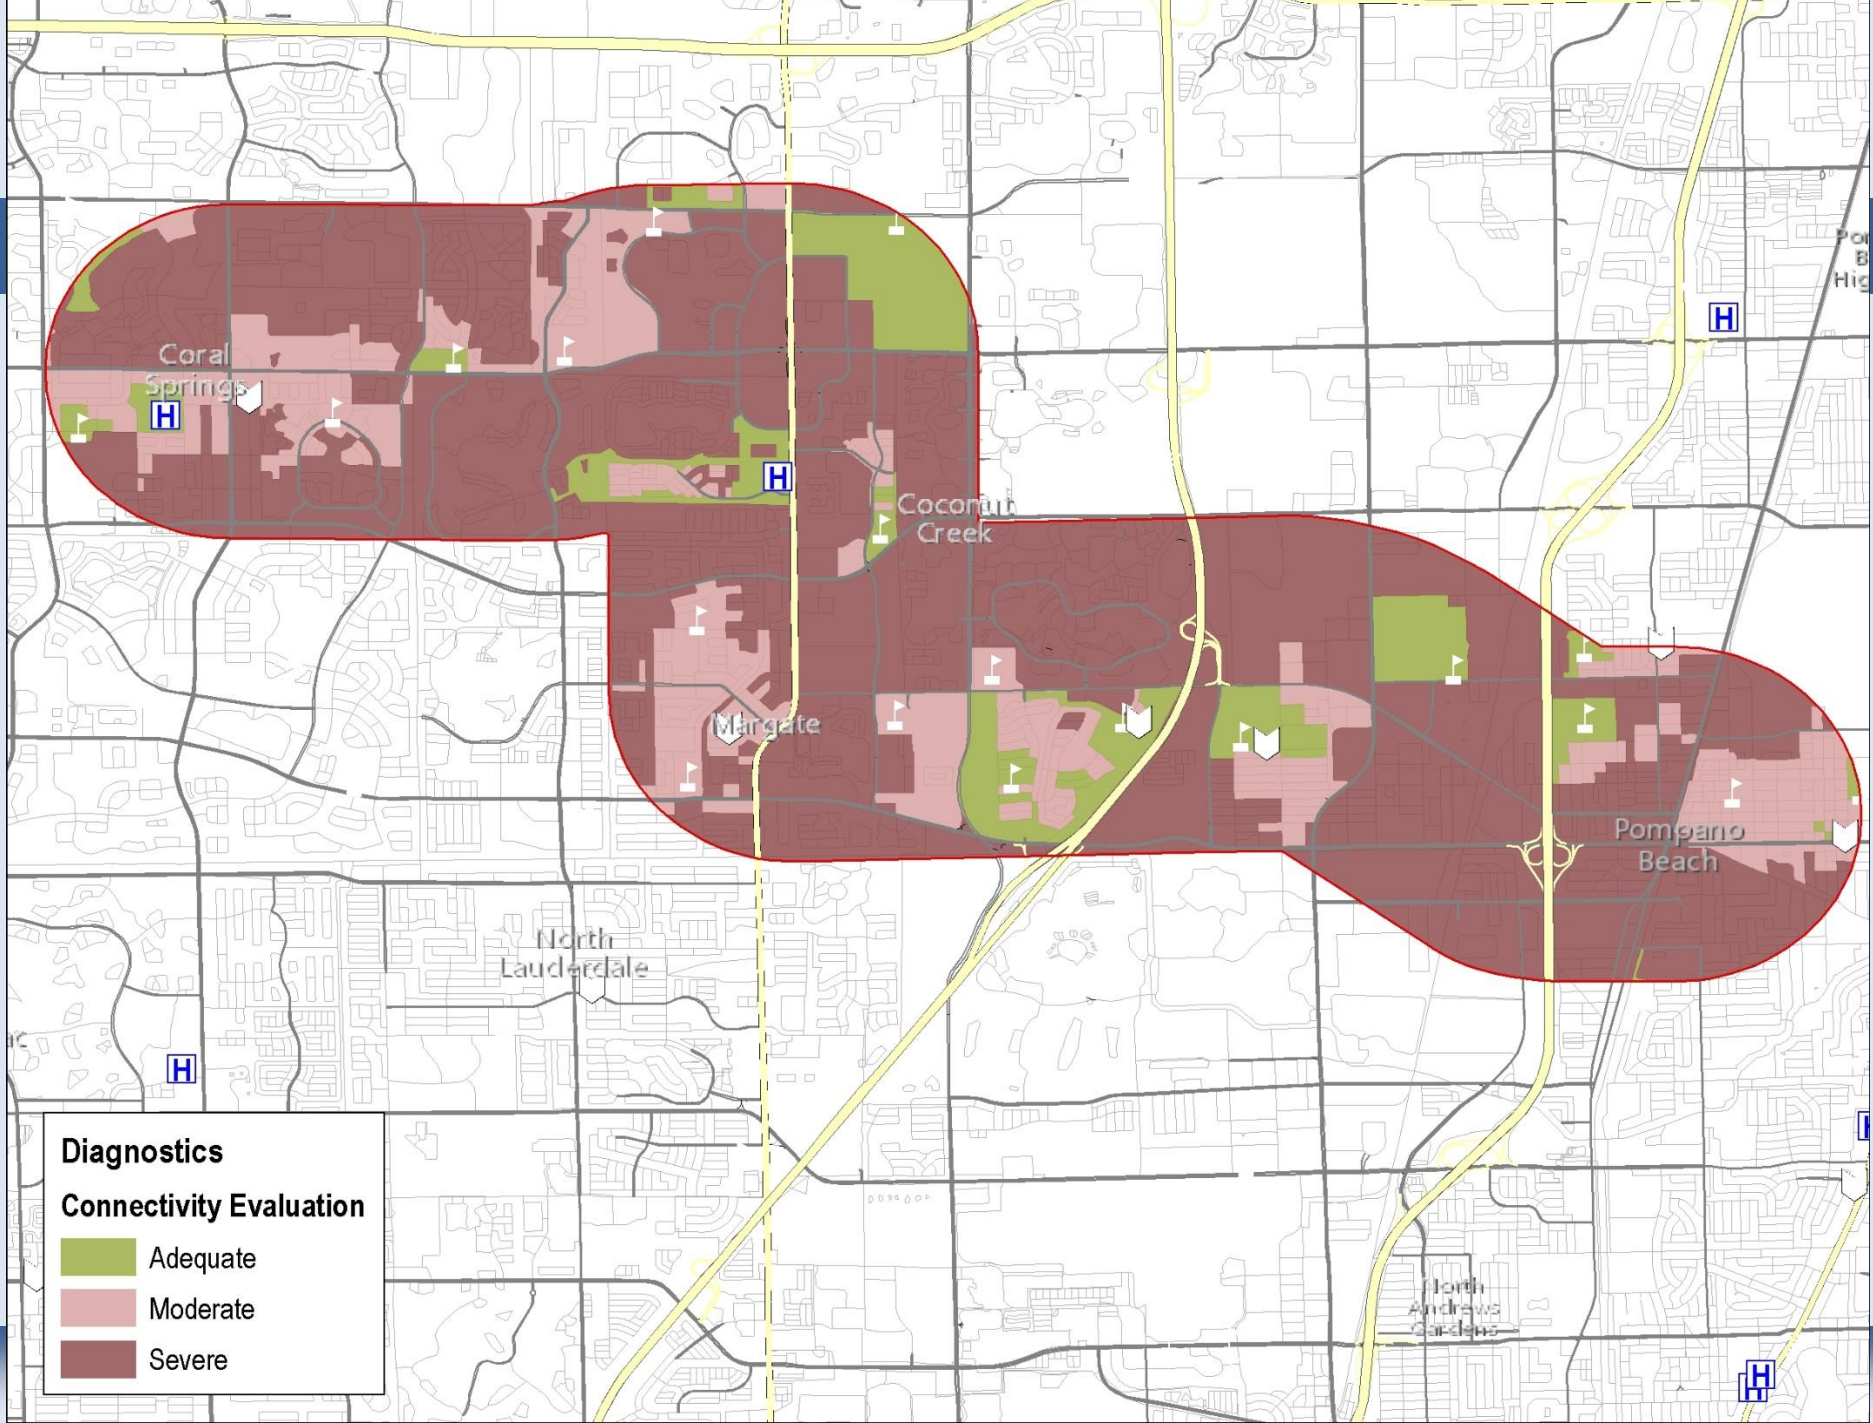 Coral
Springs
H
H
H
Coconut
Creek
Margate
Pompano
Beach
North
Lauderdale
H
North
Andrews
Gardens
H
H
Diagnostics
Connectivity Evaluation
Adequate
Moderate
Severe